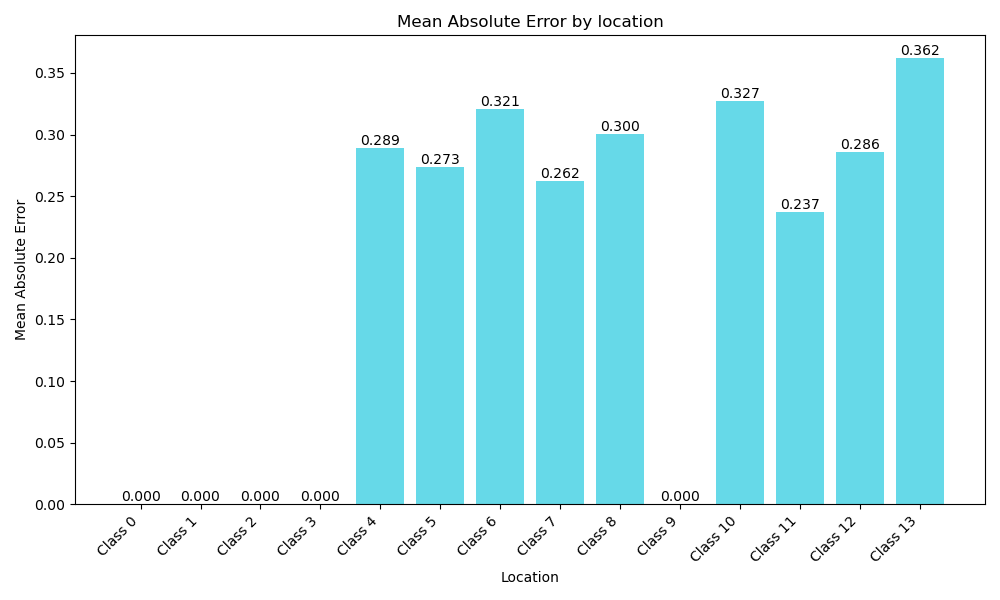 Mean Absolute Error by location
Mean Absolute Error
0.35
0.30
0.25
0.20
0.15
0.10
0.05
0.00
0.000
0.000
0.000
0.000
0.289
0.273
0.321
0.262
0.300
0.000
0.327
0.237
0.286
0.362
Class 0
Class 1
Class 2
Class 3
Class 4
Class 5
Class 6
Class 7
Class 8
Class 9
Class 10
Class 11
Class 12
Class 13
Location